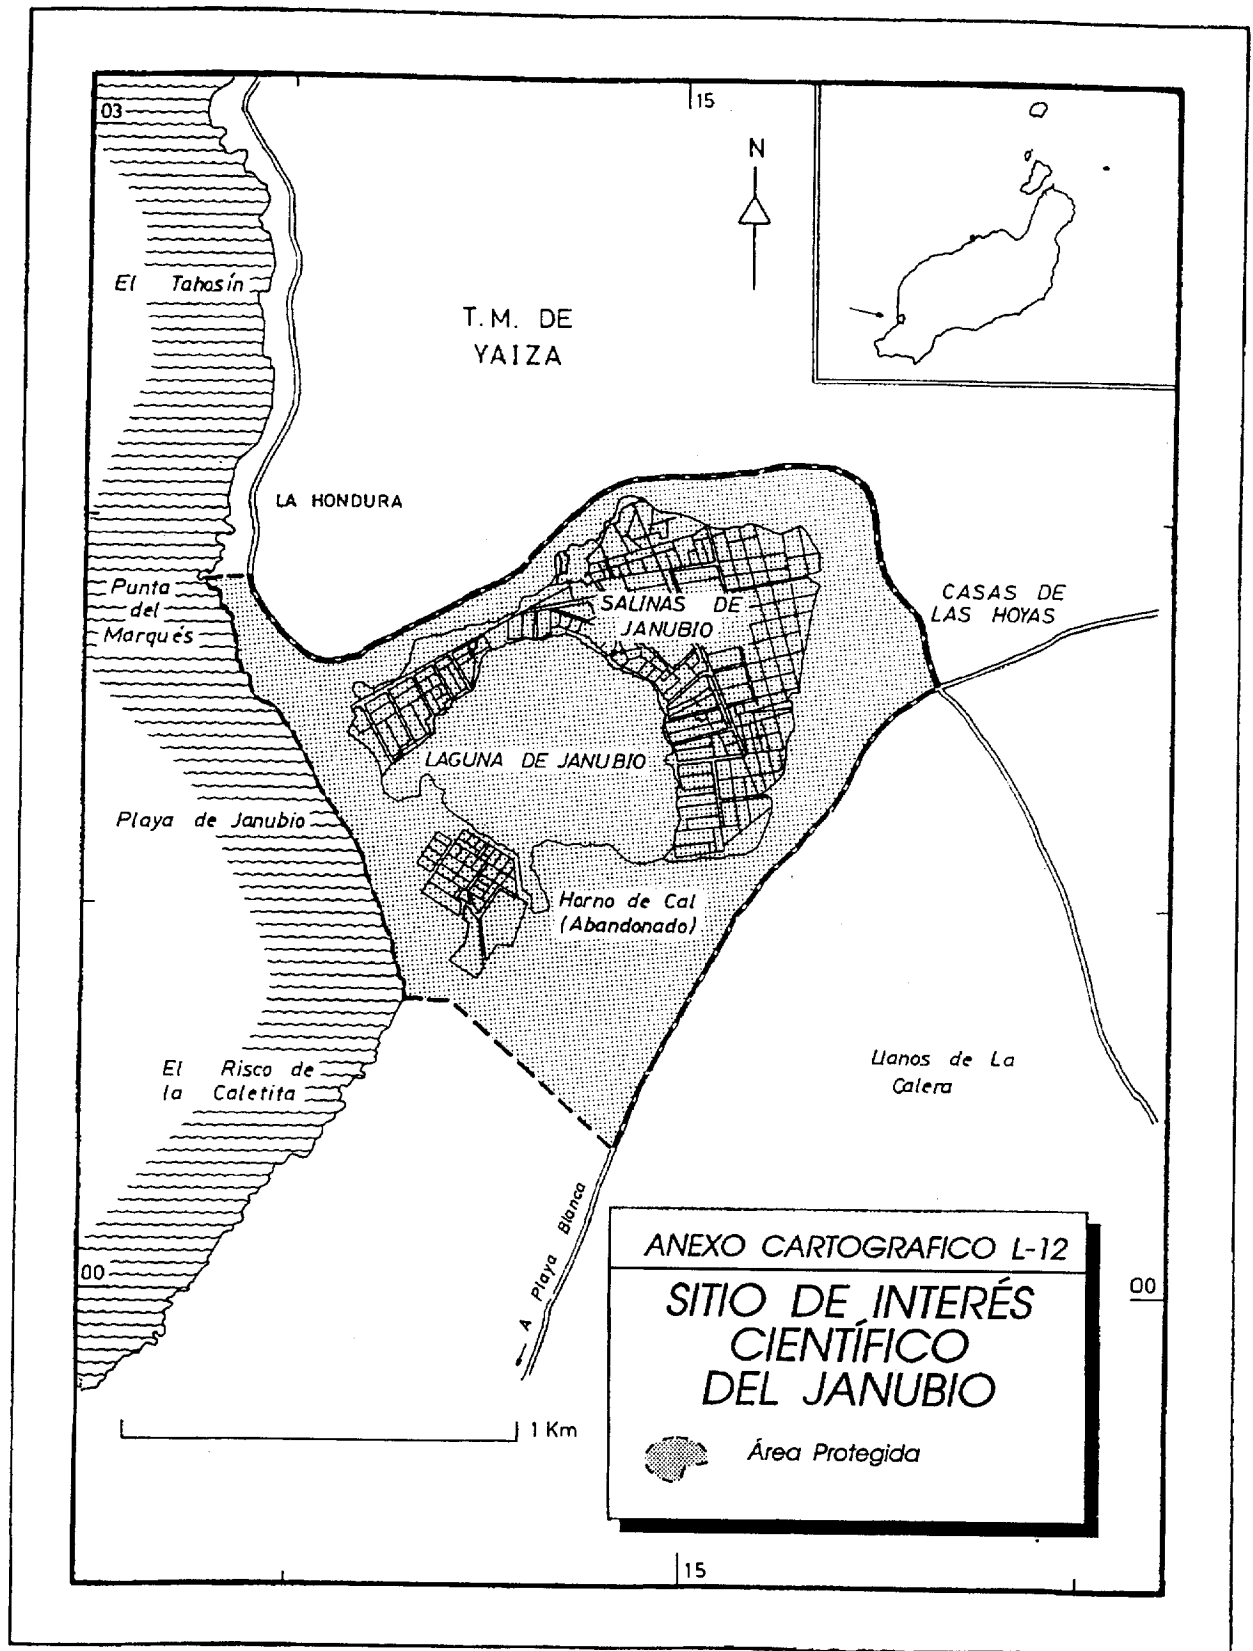 03
15
N
El Tahosín
T.M. DE
YAIZA
LA HONDURA
Punta
del
Marqués
SALINAS DE
JANUBIO
CASAS DE
LAS HOYAS
LAGUNA DE JANUBIO
Playa de Janubio
Horno de Cal
(Abandonado)
El Risco de
la Caletita
Llanos de La
Calera
A Playa Blanca
00
00
ANEXO CARTOGRAFICO L-12
SITIO DE INTERÉS
CIENTÍFICO
DEL JANUBIO
Área Protegida
1 Km
15